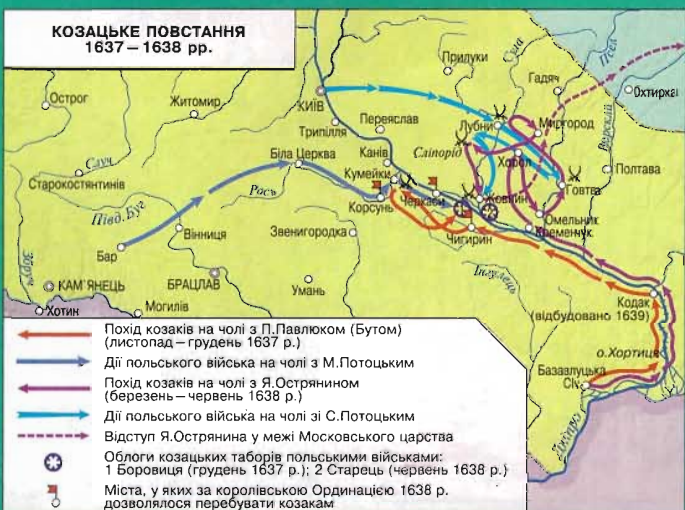 КОЗАЦЬКЕ ПОВСТАННЯ
1637 – 1638 рр.
Острог
Житомир
КИЇВ
Прилуки
Сула
Гадяч
Псел
Охтирка
Трипілля
Переяслав
Лубни
Миргород
Ворскла
Случ
Біла Церква
Канів
Сліпорід
Хорол
Полтава
Старокостянтинів
Кумейки
Рось
Корсунь
Черкаси
Жовнин
Говтва
Півд. Буг
Омельник
Вінниця
Звенигородка
Чигирин
Кременчук
Бар
Збруч
КАМ'ЯНЕЦЬ
БРАЦЛАВ
Умань
Інгулець
Кодак
(відбудовано 1639)
Хотин
Могилів
о.Хортиця
Базавлуцька
Січ
Дніпро
Похід козаків на чолі з П.Павлюком (Бутом)
(листопад – грудень 1637 р.)
Дії польського війська на чолі з М.Потоцьким
Похід козаків на чолі з Я.Острянином
(березень – червень 1638 р.)
Дії польського війська на чолі зі С.Потоцьким
Відступ Я.Острянина у межі Московського царства
Облоги козацьких таборів польськими військами:
1 Боровиця (грудень 1637 р.); 2 Старець (червень 1638 р.)
Міста, у яких за королівською Ординацією 1638 р.
дозволялося перебувати козакам